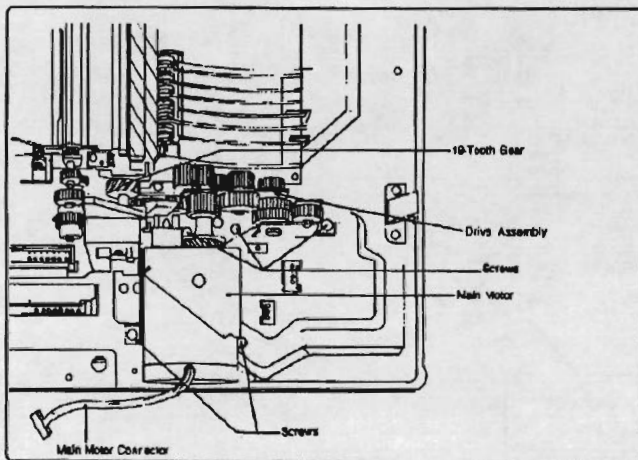 19-Tooth Gear
Drive Assembly
Screws
Main Motor
Screws
Main Motor Connector